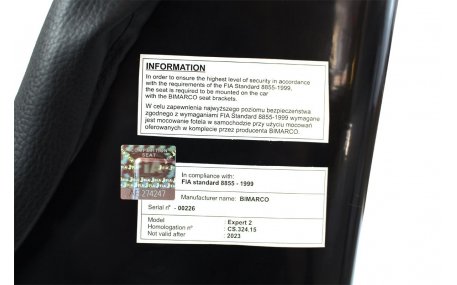 INFORMATION
In order to ensure the highest level of security in accordance
with the requirements of the FIA Standard 8855-1999,
the seat is required to be mounted on the car
with the BIMARCO seat brackets.
W celu zapewnienia najwyższego poziomu bezpieczeństwa
zgodnego z wymaganiami FIA Standard 8855-1999 wymagane
jest mocowanie fotela w samochodzie przy użyciu mocowań
oferowanych w komplecie przez producenta BIMARCO.
COMPETITION
SEAT
FIA
274247
In compliance with:
FIA standard 8855 - 1999
Manufacturer name: BIMARCO
Serial n° - 00226
Model : Expert 2
Homologation n° : CS.324.15
Not valid after : 2023